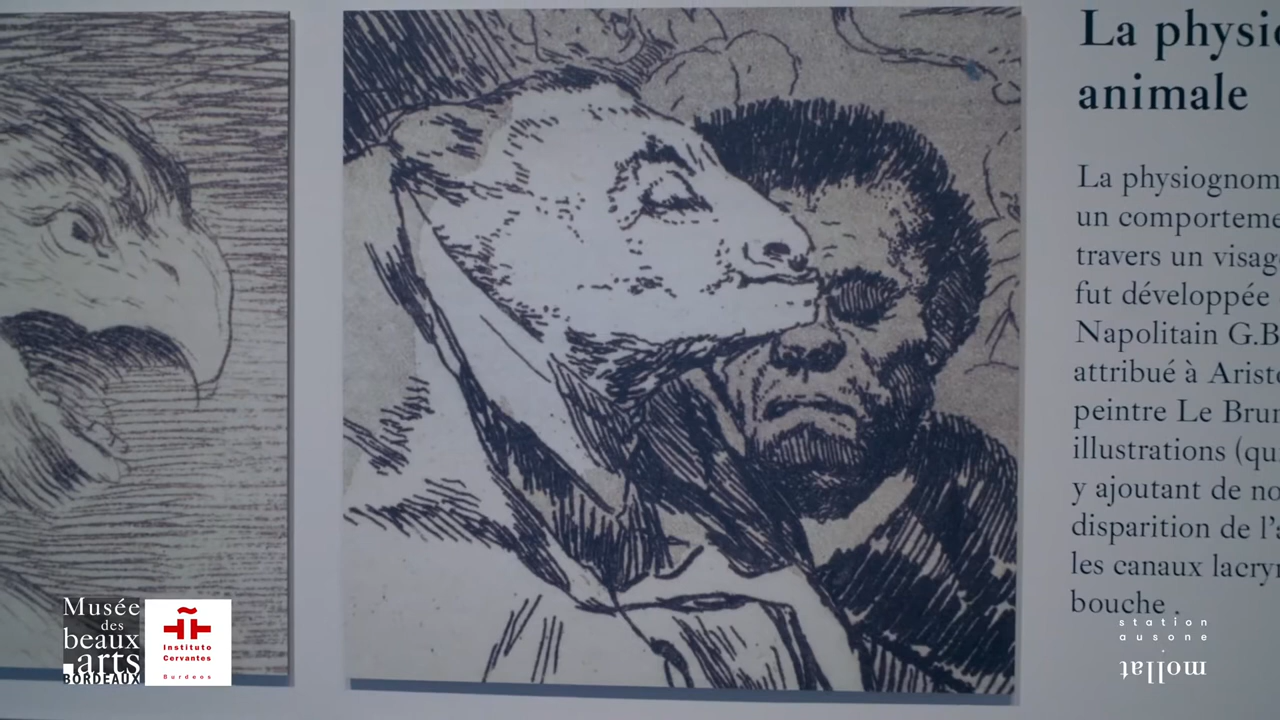 La physio
animale
La physiognom
un comporteme
travers un visag
fut développée
Napolitain G.B
attribué à Aristo
peintre Le Brun
illustrations (qu
y ajoutant de no
disparition de l'a
les canaux lacry
bouche .
Musée
des
beaux
arts
BORDEAUX
Instituto
Cervantes
Burdeos
station
ausone
mollat